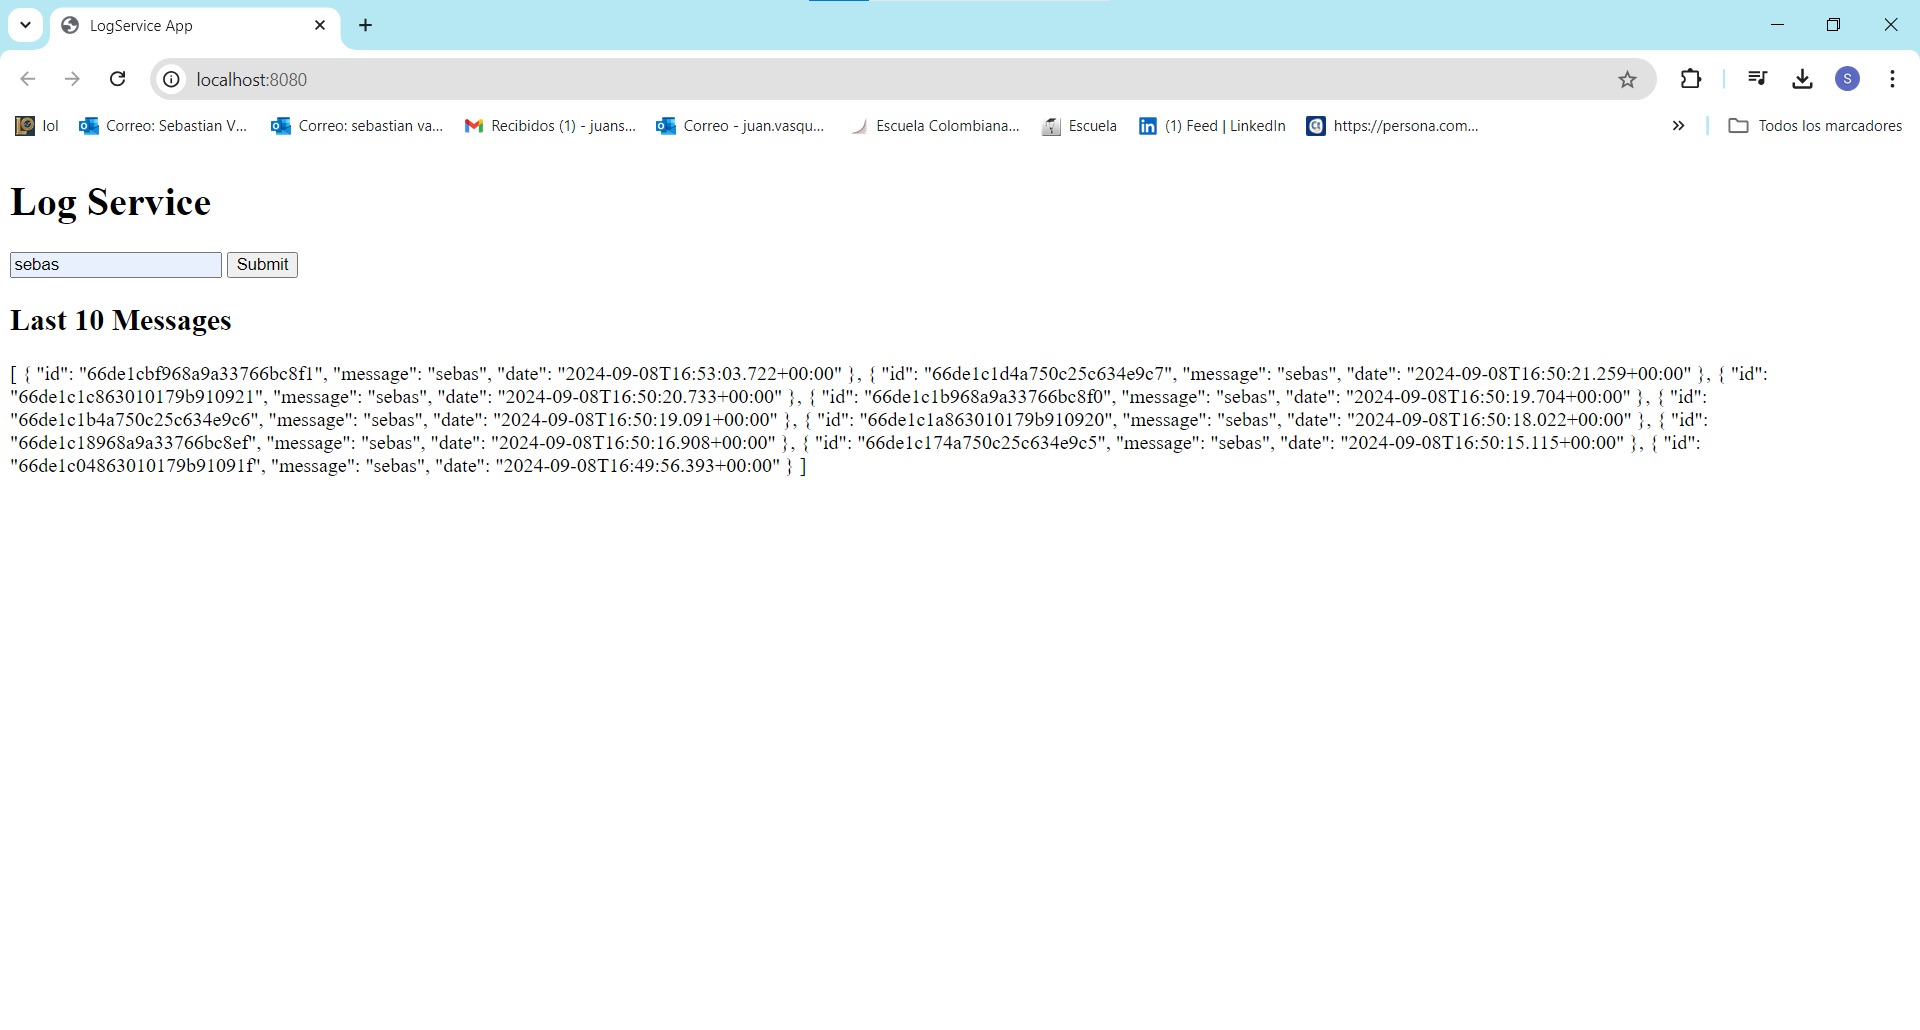 LogService App
localhost:8080
S
lol Correo: Sebastian V... Correo: sebastian va... Recibidos (1) - juans... Correo - juan.vasqu... Escuela Colombiana... Escuela (1) Feed | LinkedIn https://persona.com... Todos los marcadores
Log Service
sebas Submit
Last 10 Messages
[ { "id": "66de1cbf968a9a33766bc8f1", "message": "sebas", "date": "2024-09-08T16:53:03.722+00:00" }, { "id": "66de1c1d4a750c25c634e9c7", "message": "sebas", "date": "2024-09-08T16:50:21.259+00:00" }, { "id":
"66de1c1c863010179b910921", "message": "sebas", "date": "2024-09-08T16:50:20.733+00:00" }, { "id": "66de1c1b968a9a33766bc8f0", "message": "sebas", "date": "2024-09-08T16:50:19.704+00:00" }, { "id":
"66de1c1b4a750c25c634e9c6", "message": "sebas", "date": "2024-09-08T16:50:19.091+00:00" }, { "id": "66de1c1a863010179b910920", "message": "sebas", "date": "2024-09-08T16:50:18.022+00:00" }, { "id":
"66de1c18968a9a33766bc8ef", "message": "sebas", "date": "2024-09-08T16:50:16.908+00:00" }, { "id": "66de1c174a750c25c634e9c5", "message": "sebas", "date": "2024-09-08T16:50:15.115+00:00" }, { "id":
"66de1c04863010179b91091f", "message": "sebas", "date": "2024-09-08T16:49:56.393+00:00" } ]